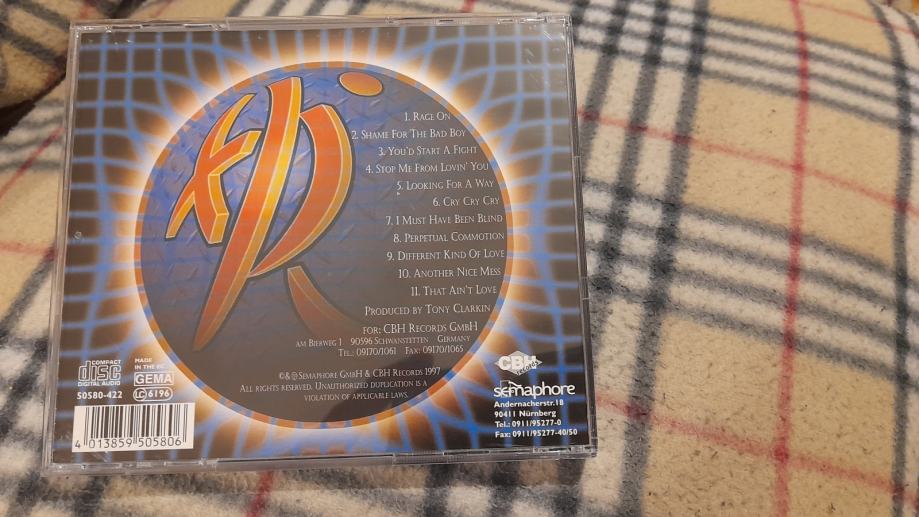 1. Rage On
2. Shame For The Bad Boy
3. You'd Start A Fight
4. Stop Me From Lovin' You
5. Looking For A Way
6. Cry Cry Cry
7. I Must Have Been Blind
8. Perpetual Commotion
9. Different Kind Of Love
10. Another Nice Mess
11. That Ain't Love
Produced by Tony Clarkin
for: CBH Records GmbH
am Bierweg 1 90596 Schwanstetten Germany
Tel.: 09170/1061 Fax: 09170/1065
©&℗ Semaphore GmbH & CBH Records 1997
All rights reserved. Unauthorized duplication is a
violation of applicable laws.
COMPACT
disc
DIGITAL AUDIO
50580-422
MADE
IN THE EC
GEMA
LC 6196
4 013859 505806
CBH
RECORDS
semaphore
Andernacherstr.18
90411 Nürnberg
Tel.: 0911/95277-0
Fax: 0911/95277-40/50